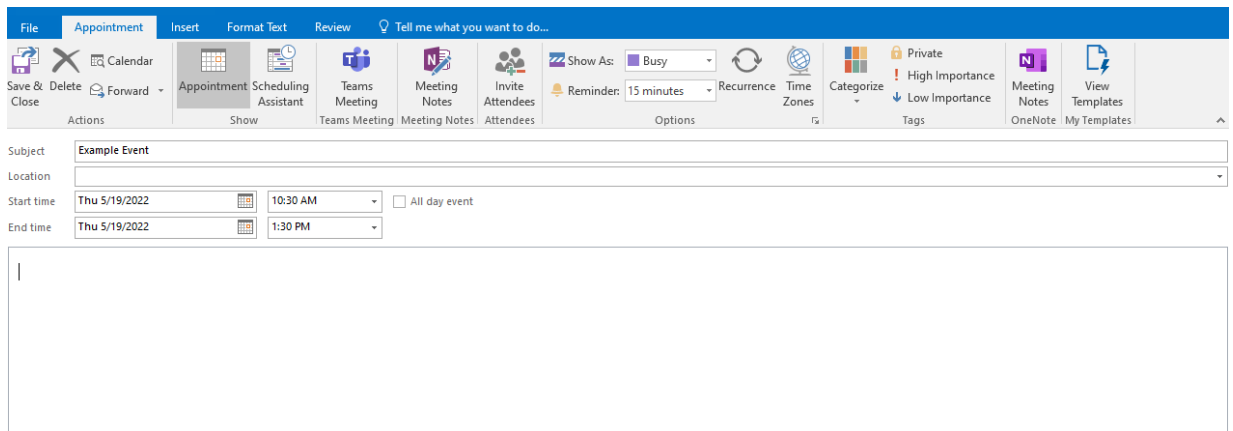 File Appointment Insert Format Text Review Tell me what you want to do...
Save & Close
Delete
Calendar
Forward
Actions
Appointment
Scheduling Assistant
Show
Teams Meeting
Teams Meeting
Meeting Notes
Meeting Notes
Invite Attendees
Attendees
Show As: Busy
Reminder: 15 minutes
Recurrence
Time Zones
Options
Categorize
Private
High Importance
Low Importance
Tags
Meeting Notes
OneNote
View Templates
My Templates
Subject Example Event
Location
Start time Thu 5/19/2022 10:30 AM All day event
End time Thu 5/19/2022 1:30 PM